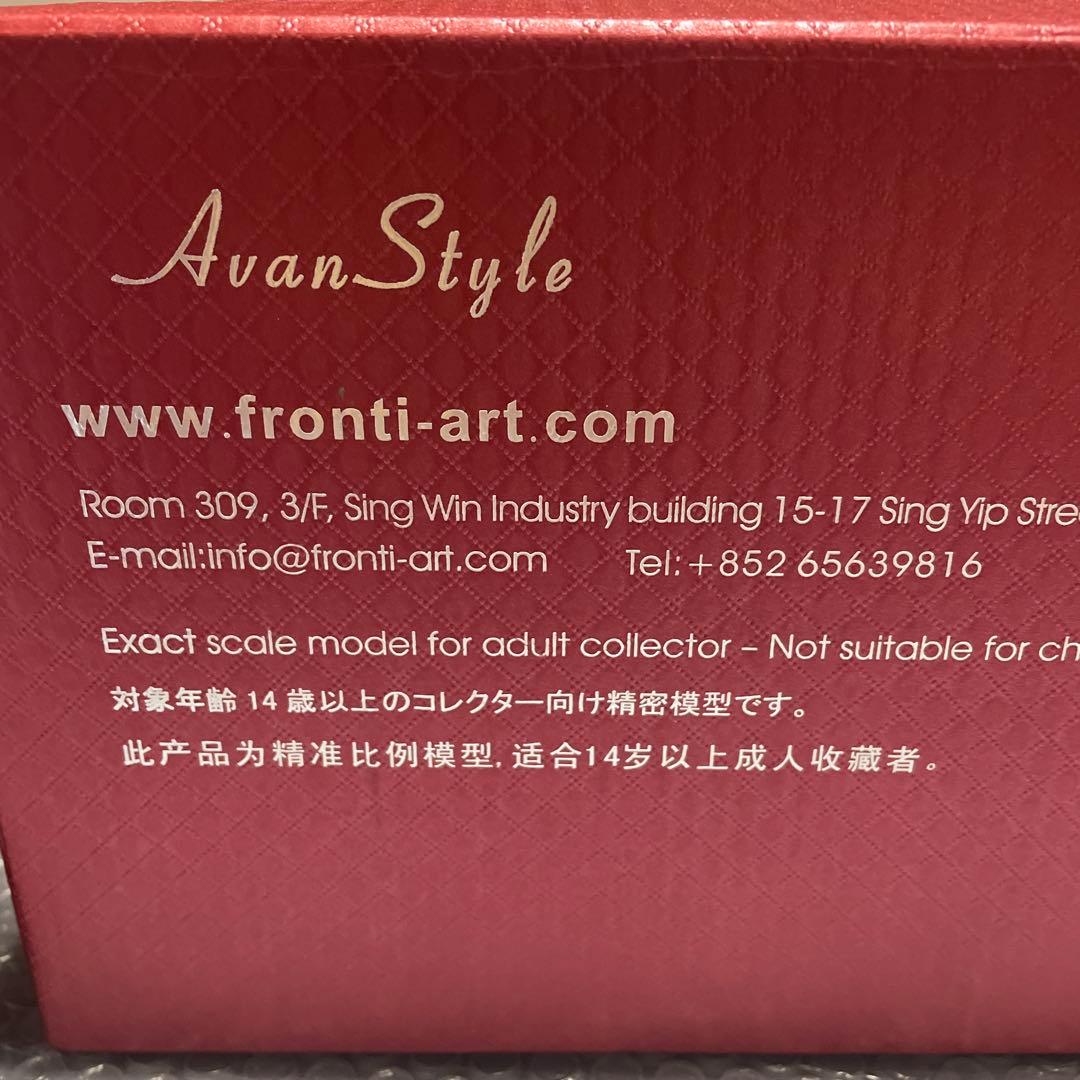 AvanStyle
www.fronti-art.com
Room 309, 3/F, Sing Win Industry building 15-17 Sing Yip
E-mail:info@fronti-art.com Tel:+852 65639816
Exact scale model for adult collector – Not suitable for
対象年齢 14 歳以上のコレクター向け精密模型です。
此产品为精准比例模型,适合14岁以上成人收藏者。